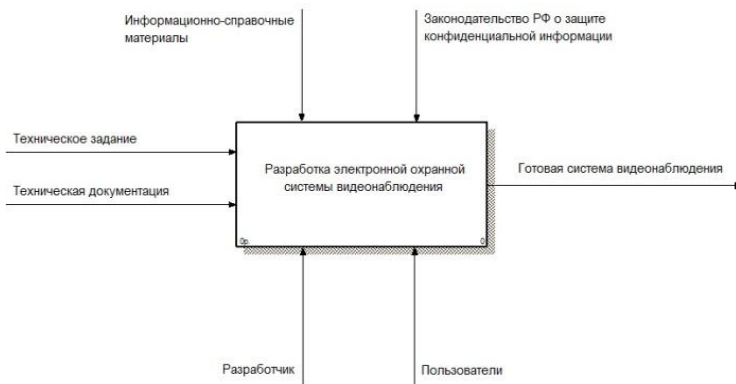 Информационно-справочные
материалы
Законодательство РФ о защите
конфиденциальной информации
Техническое задание
Техническая документация
Разработка электронной охранной
системы видеонаблюдения
Готовая система видеонаблюдения
0р.
0
Разработчик
Пользователи